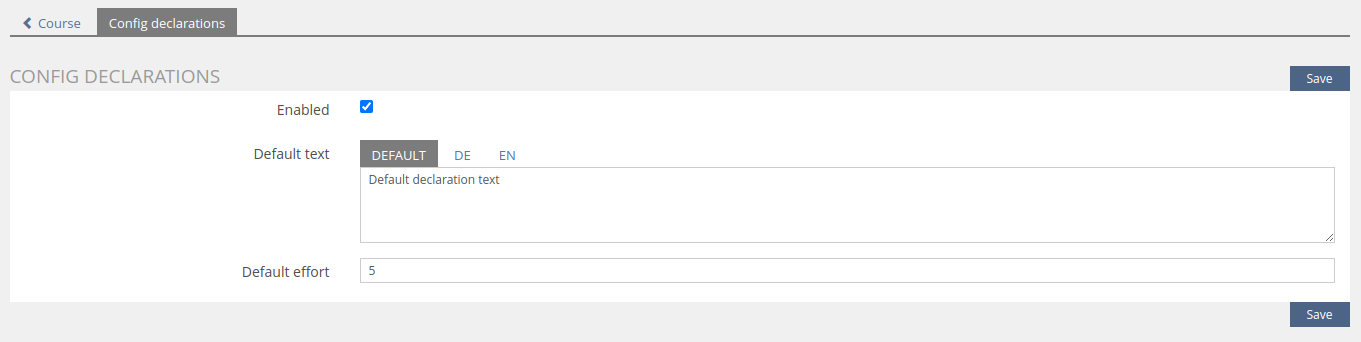 Course Config declarations
CONFIG DECLARATIONS
Save
Enabled
Default text DEFAULT DE EN
Default declaration text
Default effort 5
Save